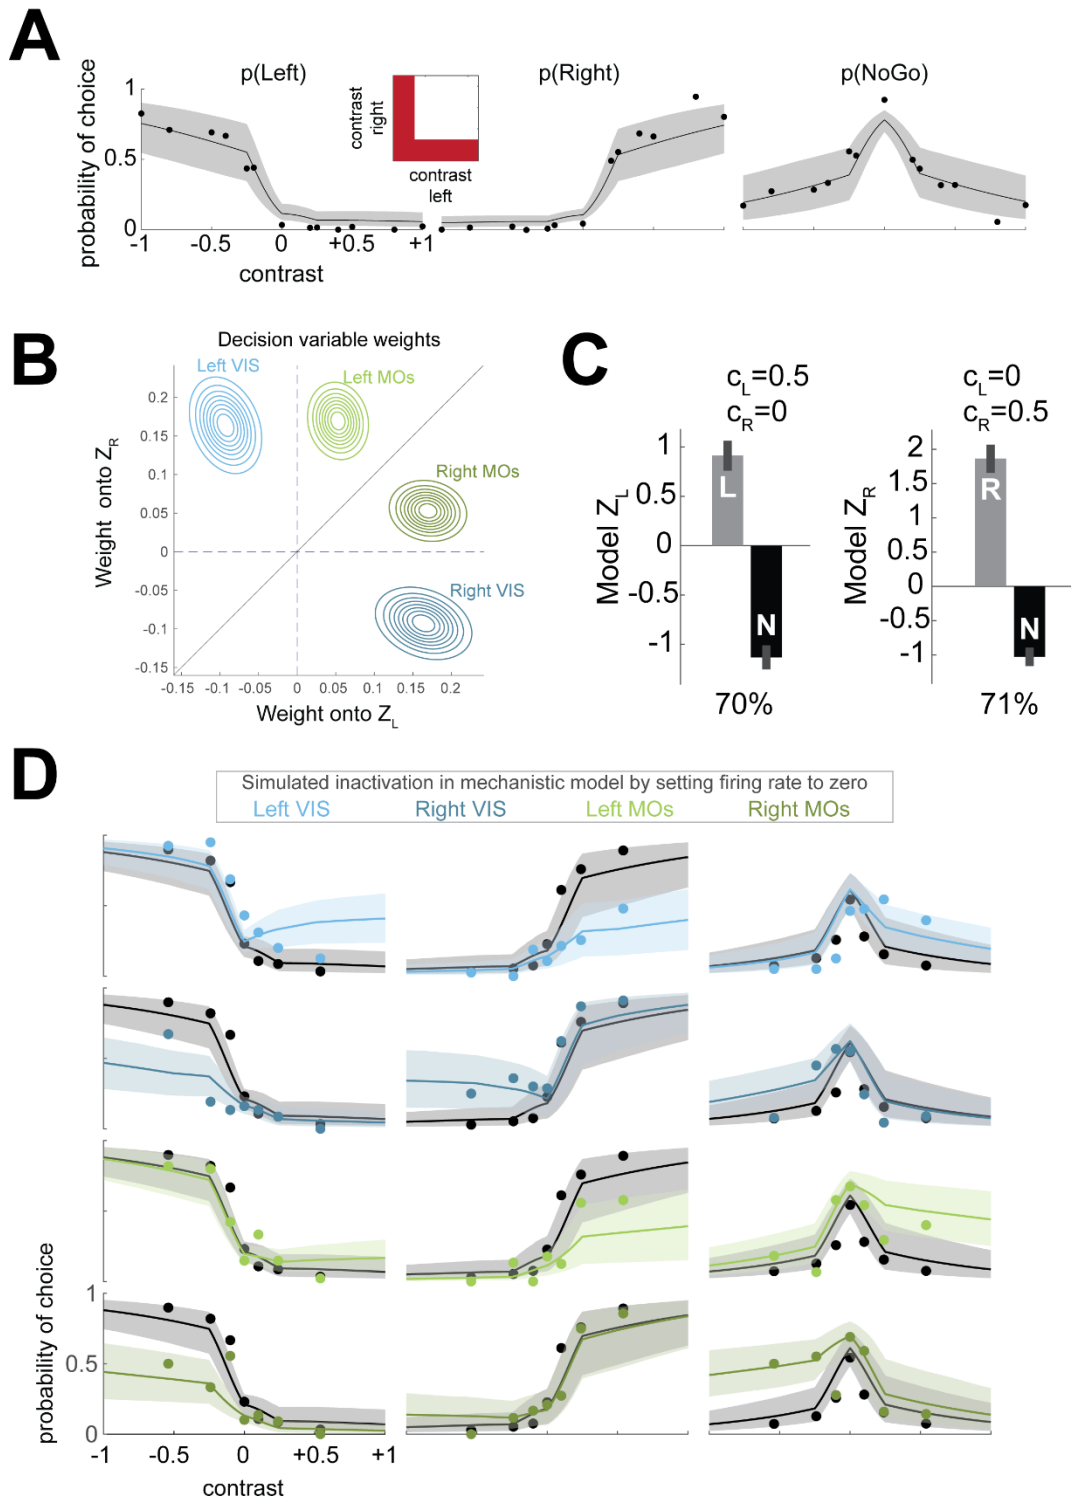 A
p(Left)
p(Right)
p(NoGo)
probability of choice
1
0.5
0
-1
-0.5
0
+0.5
+1
contrast
contrast
right
contrast
left
B
Decision variable weights
Left VIS
Left MOs
Right MOs
Right VIS
Weight onto Z_R
0.2
0.15
0.1
0.05
0
-0.05
-0.1
-0.15
-0.15
-0.1
-0.05
0
0.05
0.1
0.15
0.2
Weight onto Z_L
C
c_L=0.5
c_R=0
Model Z_L
1
0.5
0
-0.5
-1
L
N
70%
c_L=0
c_R=0.5
Model Z_R
2
1.5
1
0.5
0
-0.5
-1
R
N
71%
D
Simulated inactivation in mechanistic model by setting firing rate to zero
Left VIS
Right VIS
Left MOs
Right MOs
probability of choice
1
0.5
0
-1
-0.5
0
+0.5
+1
contrast